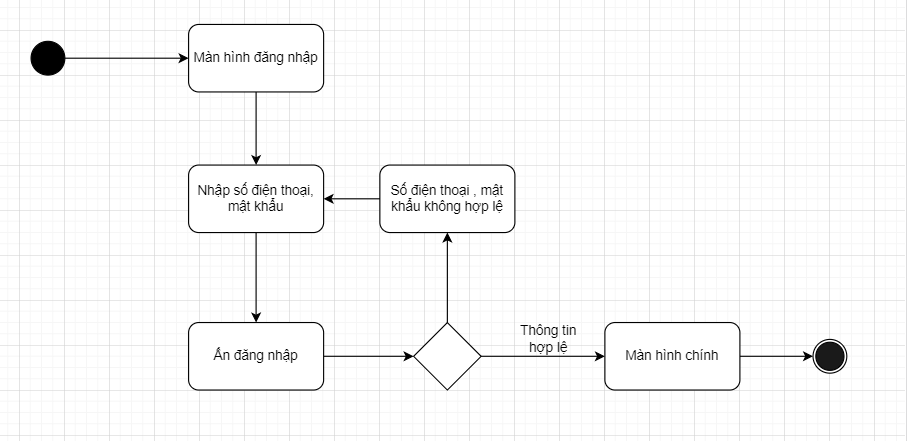 Màn hình đăng nhập
Nhập số điện thoại,
mật khẩu
Số điện thoại , mật
khẩu không hợp lệ
Ấn đăng nhập
Thông tin
hợp lệ
Màn hình chính